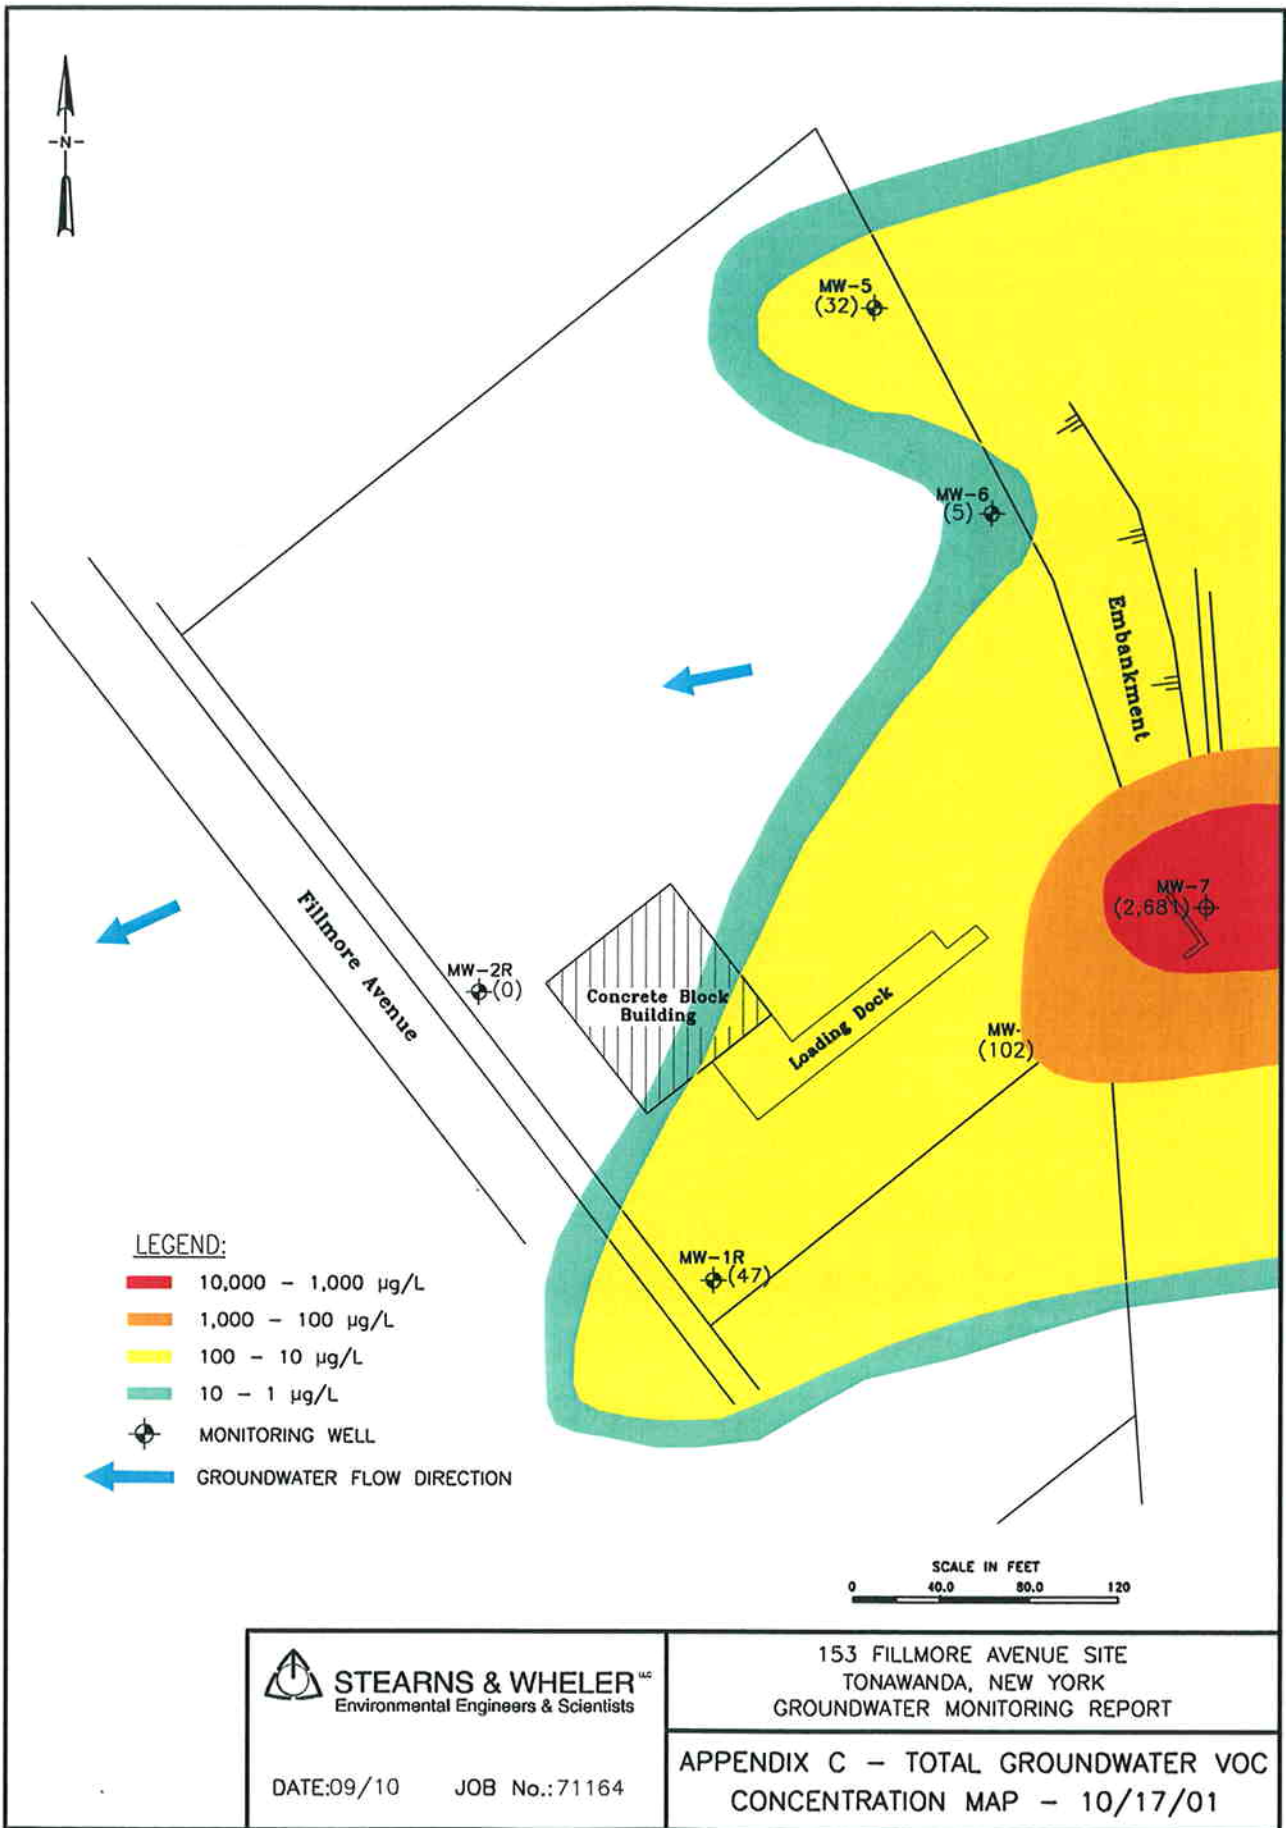 -N-
MW-5
(32)
MW-6
(5)
Embankment
MW-7
(2,681)
Fillmore Avenue
MW-2R
(0)
Concrete Block
Building
Loading Dock
MW-
(102)
MW-1R
(47)
LEGEND:
10,000 - 1,000 µg/L
1,000 - 100 µg/L
100 - 10 µg/L
10 - 1 µg/L
MONITORING WELL
GROUNDWATER FLOW DIRECTION
SCALE IN FEET
0 40.0 80.0 120
STEARNS & WHELER LLC
Environmental Engineers & Scientists
DATE:09/10 JOB No.:71164
153 FILLMORE AVENUE SITE
TONAWANDA, NEW YORK
GROUNDWATER MONITORING REPORT
APPENDIX C - TOTAL GROUNDWATER VOC
CONCENTRATION MAP - 10/17/01